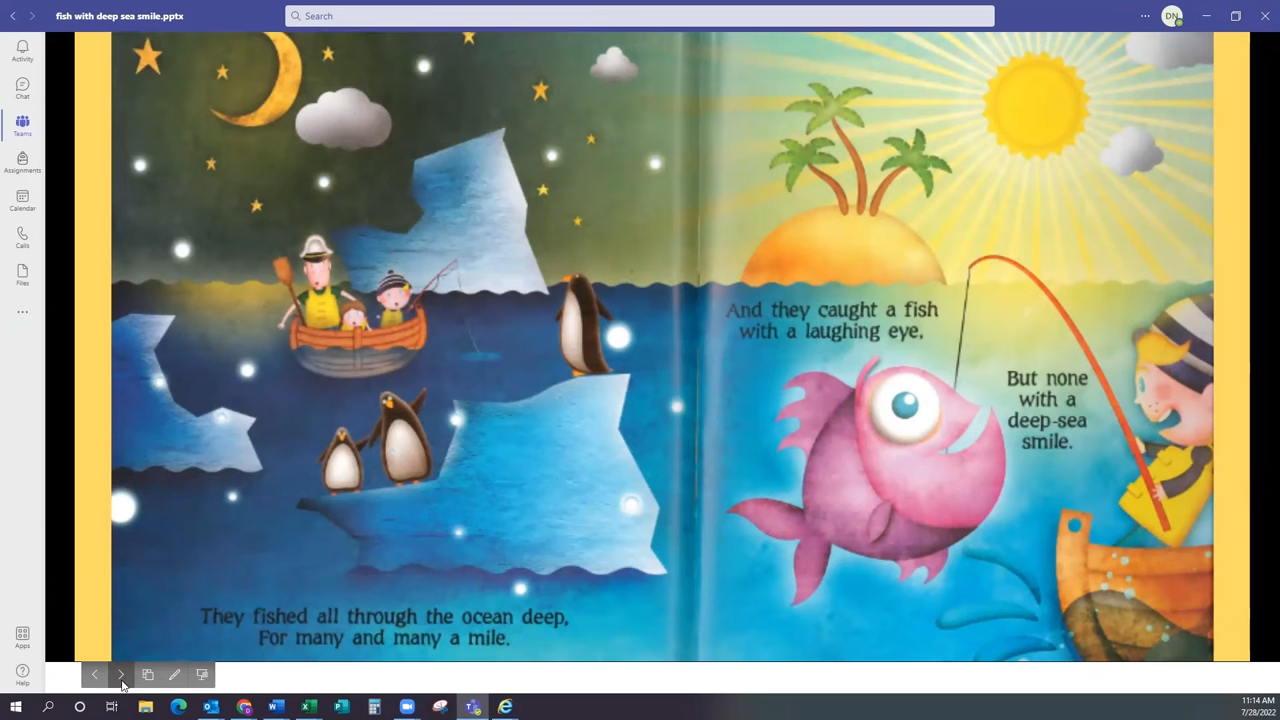 fish with deep sea smile.pptx
Search
DN
Activity
Chat
Teams
Assignments
Calendar
Calls
Files
Apps
Help
They fished all through the ocean deep,
For many and many a mile.
And they caught a fish
with a laughing eye,
But none
with a
deep-sea
smile.
11:14 AM
7/28/2022